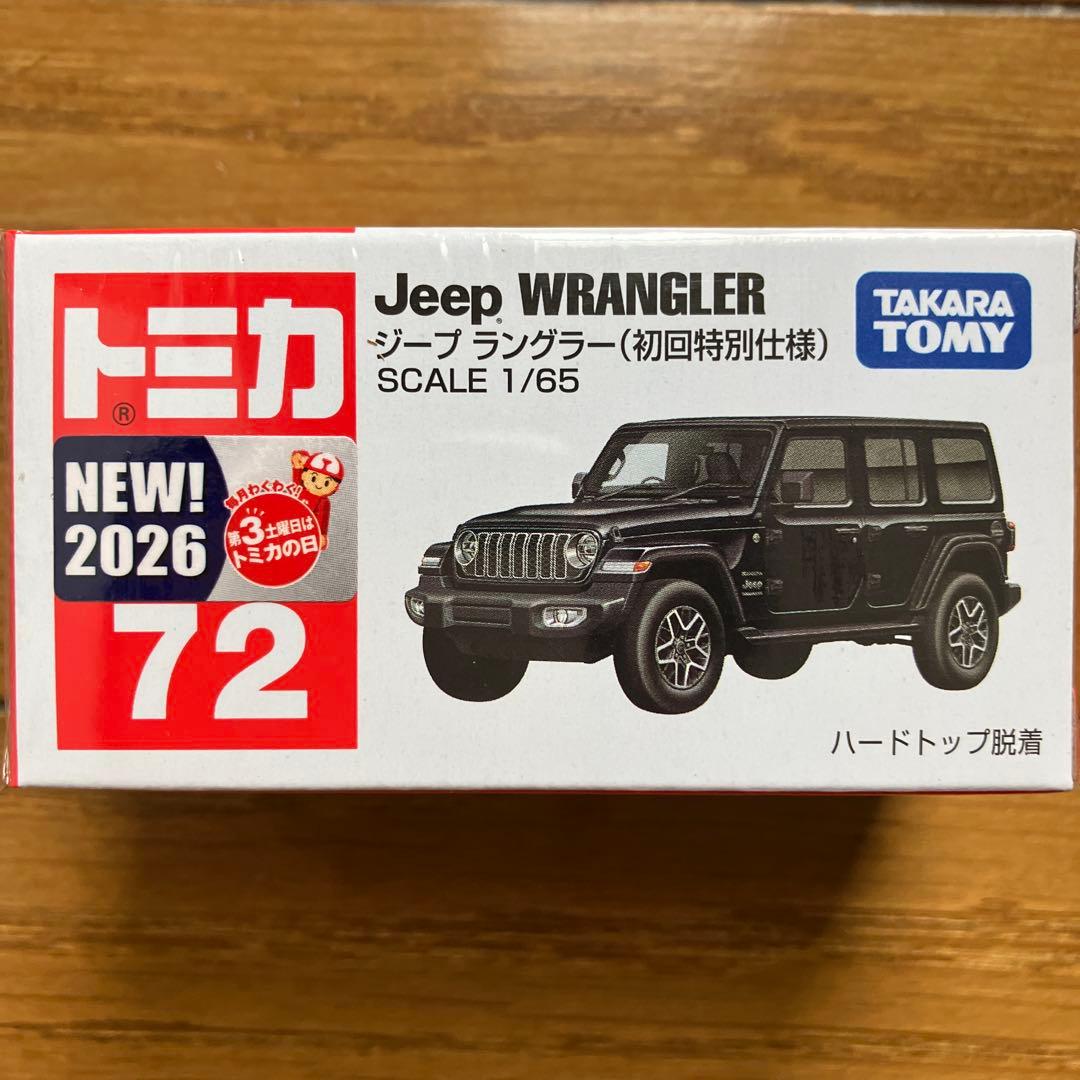 トミカ
®
NEW!
2026
毎月わくわく!
第3土曜日は
トミカの日
72
Jeep® WRANGLER
ジープ ラングラー(初回特別仕様)
SCALE 1/65
TAKARA
TOMY
Jeep
ハードトップ脱着